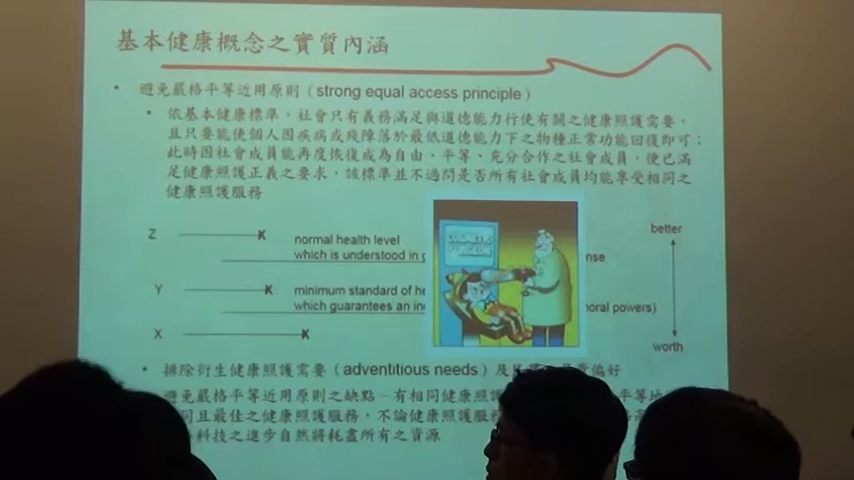 基本健康概念之實質內涵
• 避免嚴格平等近用原則（strong equal access principle）
• 依基本健康標準，社會只有義務滿足與道德能力行使有關之健康照護需要。
且只要能使個人因疾病或殘障落於最低道德能力下之物種正常功能回復即可；
此時因社會成員能再度恢復成為自由、平等、充分合作之社會成員，便已滿
足健康照護正義之要求，該標準並不過問是否所有社會成員均能享受相同之
健康照護服務
Z K normal health level better
which is understood in nse
Y K minimum standard of he
which guarantees an in moral powers)
X K
worth
• 排除衍生健康照護需要（adventitious needs）及 偏好
避免嚴格平等近用原則之缺點－有相同健康照 平等地
同且最佳之健康照護服務，不論健康照護服
科技之進步自然將耗盡所有之資源